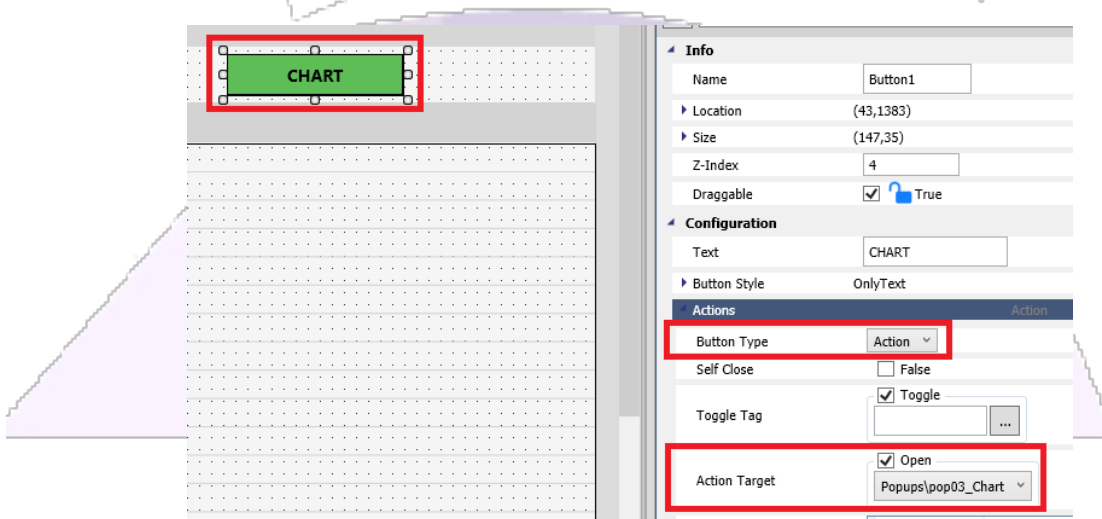 CHART
Info
Name Button1
Location (43,1383)
Size (147,35)
Z-Index 4
Draggable True
Configuration
Text CHART
Button Style OnlyText
Actions Action
Button Type Action
Self Close False
Toggle
Toggle Tag ...
Open
Action Target Popups\pop03_Chart